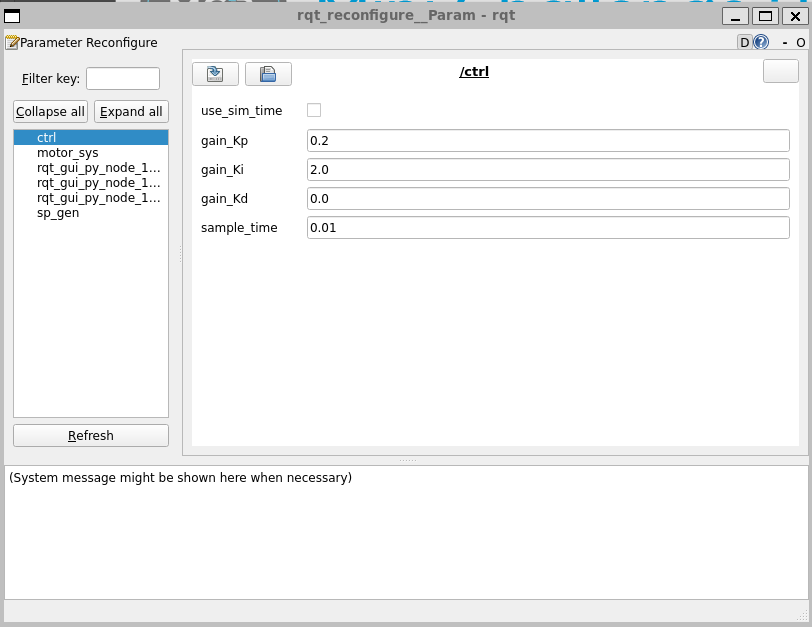 rqt_reconfigure__Param - rqt
Parameter Reconfigure
D ? - O
Filter key:
Collapse all Expand all
ctrl
motor_sys
rqt_gui_py_node_1...
rqt_gui_py_node_1...
rqt_gui_py_node_1...
sp_gen
Refresh
/ctrl
use_sim_time
gain_Kp 0.2
gain_Ki 2.0
gain_Kd 0.0
sample_time 0.01
(System message might be shown here when necessary)